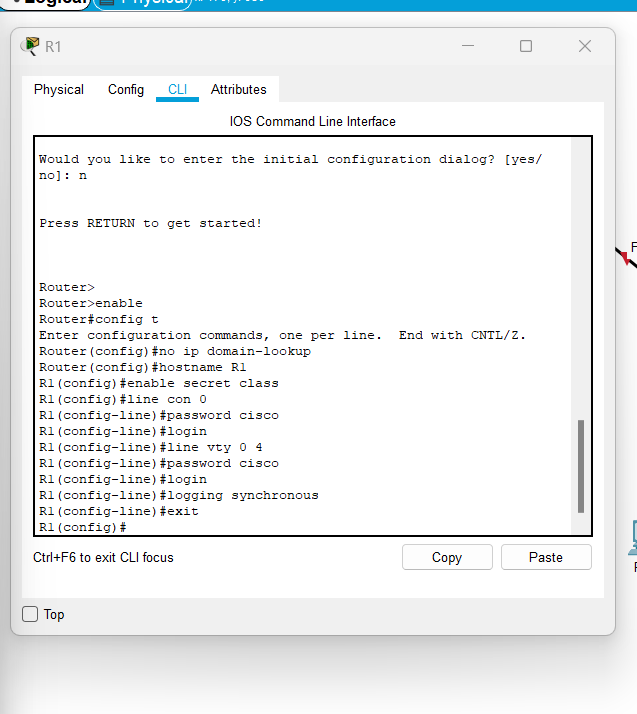 Logical
Physical
R1
Physical
Config
CLI
Attributes
IOS Command Line Interface
Would you like to enter the initial configuration dialog? [yes/
no]: n
Press RETURN to get started!
Router>
Router>enable
Router#config t
Enter configuration commands, one per line.  End with CNTL/Z.
Router(config)#no ip domain-lookup
Router(config)#hostname R1
R1(config)#enable secret class
R1(config)#line con 0
R1(config-line)#password cisco
R1(config-line)#login
R1(config-line)#line vty 0 4
R1(config-line)#password cisco
R1(config-line)#login
R1(config-line)#logging synchronous
R1(config-line)#exit
R1(config)#
Ctrl+F6 to exit CLI focus
Copy
Paste
Top